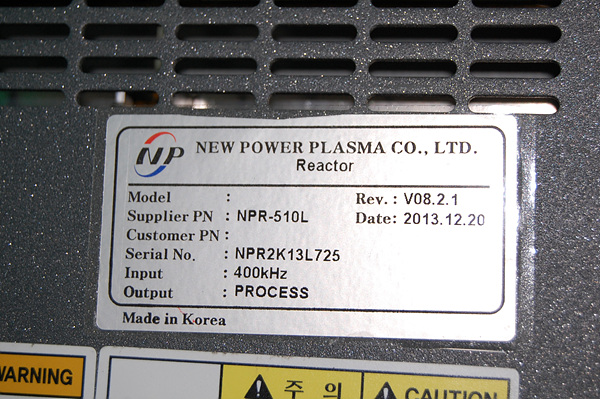 NP NEW POWER PLASMA CO., LTD.
Reactor
Model :
Rev. : V08.2.1
Supplier PN : NPR-510L
Date: 2013.12.20
Customer PN :
Serial No. : NPR2K13L725
Input : 400kHz
Output : PROCESS
Made in Korea
WARNING
주 의
CAUTION